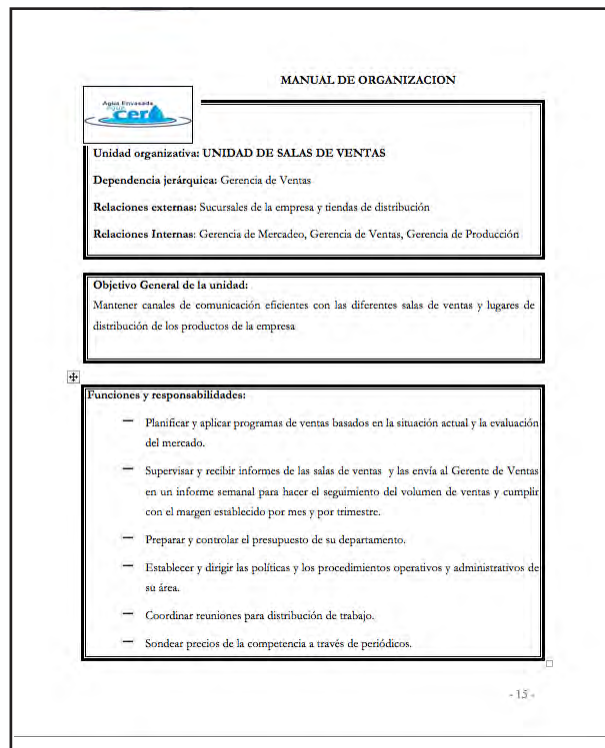 MANUAL DE ORGANIZACION
Agua Envasada
cer
Unidad organizativa: UNIDAD DE SALAS DE VENTAS
Dependencia jerárquica: Gerencia de Ventas
Relaciones externas: Sucursales de la empresa y tiendas de distribución
Relaciones Internas: Gerencia de Mercadeo, Gerencia de Ventas, Gerencia de Producción
Objetivo General de la unidad:
Mantener canales de comunicación eficientes con las diferentes salas de ventas y lugares de
distribución de los productos de la empresa
Funciones y responsabilidades:
— Planificar y aplicar programas de ventas basados en la situación actual y la evaluación
del mercado.
— Supervisar y recibir informes de las salas de ventas y las envía al Gerente de Ventas
en un informe semanal para hacer el seguimiento del volumen de ventas y cumplir
con el margen establecido por mes y por trimestre.
— Preparar y controlar el presupuesto de su departamento.
— Establecer y dirigir las políticas y los procedimientos operativos y administrativos de
su área.
— Coordinar reuniones para distribución de trabajo.
— Sondear precios de la competencia a través de periódicos.
- 15 -